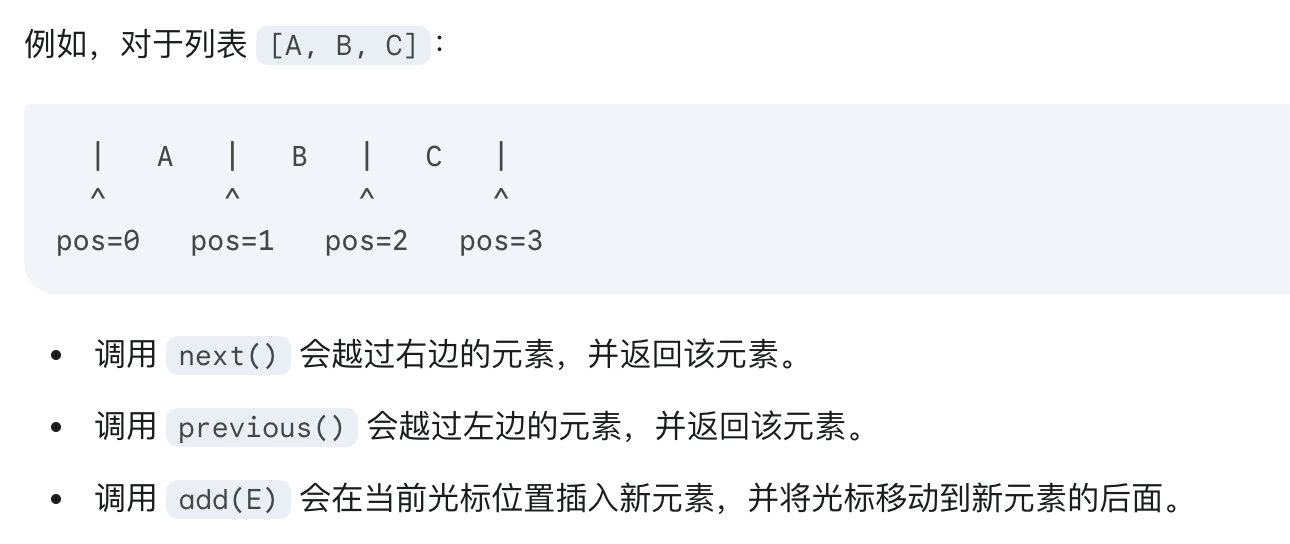 例如，对于列表 [A, B, C]：
|   A   |   B   |   C   |
^       ^       ^       ^
pos=0   pos=1   pos=2   pos=3
• 调用 next() 会越过右边的元素，并返回该元素。
• 调用 previous() 会越过左边的元素，并返回该元素。
• 调用 add(E) 会在当前光标位置插入新元素，并将光标移动到新元素的后面。